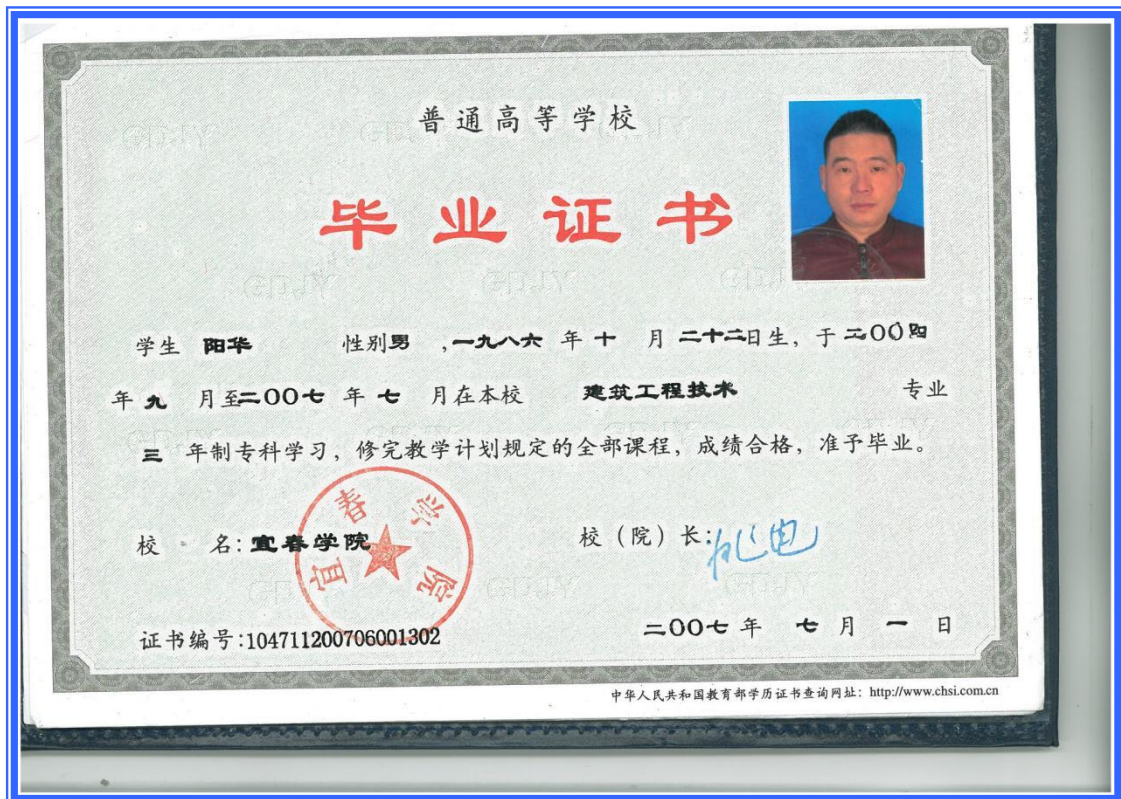 普通高等学校
毕业证书
学生 阳华 性别男 ,一九八六 年 十 月 二十二日生, 于 二00四
年 九 月至二00七 年 七 月在本校 建筑工程技术 专业
三 年制专科学习, 修完教学计划规定的全部课程, 成绩合格, 准予毕业。
校 名: 宜春学院 校 (院) 长:
宜春学院
证书编号:104711200706001302 二00七 年 七 月 一 日
中华人民共和国教育部学历证书查询网址: http://www.chsi.com.cn